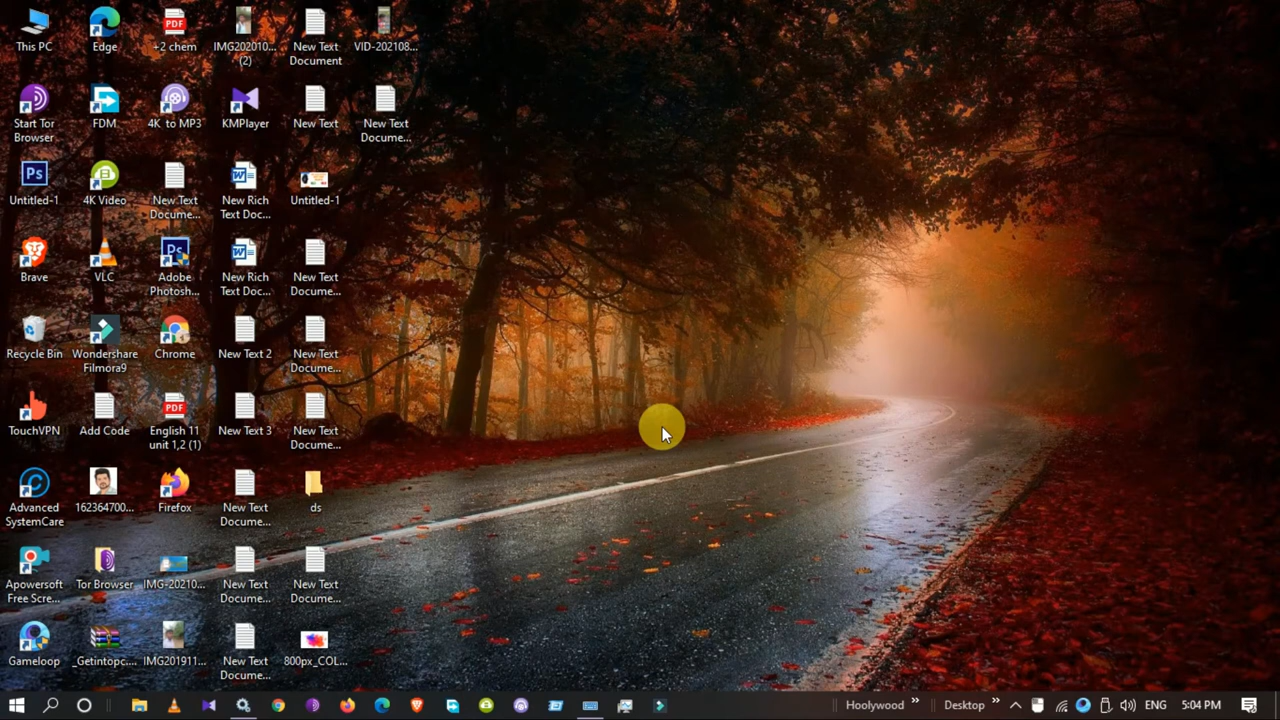 This PC
Edge
+2 chem
IMG202010...
(2)
New Text
Document
VID-202108...
Start Tor
Browser
FDM
4K to MP3
KMPlayer
New Text
New Text
Docume...
Untitled-1
4K Video
New Text
Docume...
New Rich
Text Doc...
Untitled-1
Brave
VLC
Adobe
Photosh...
New Rich
Text Doc...
New Text
Docume...
Recycle Bin
Wondershare
Filmora9
Chrome
New Text 2
New Text
Docume...
TouchVPN
Add Code
English 11
unit 1,2 (1)
New Text 3
New Text
Docume...
Advanced
SystemCare
162364700...
Firefox
New Text
Docume...
ds
Apowersoft
Free Scre...
Tor Browser
IMG-20210...
New Text
Docume...
New Text
Docume...
Gameloop
_Getintopc....
IMG201911...
New Text
Docume...
800px_COL...
PDF
Ps
Ps
PDF
Hoolywood
Desktop
ENG
5:04 PM